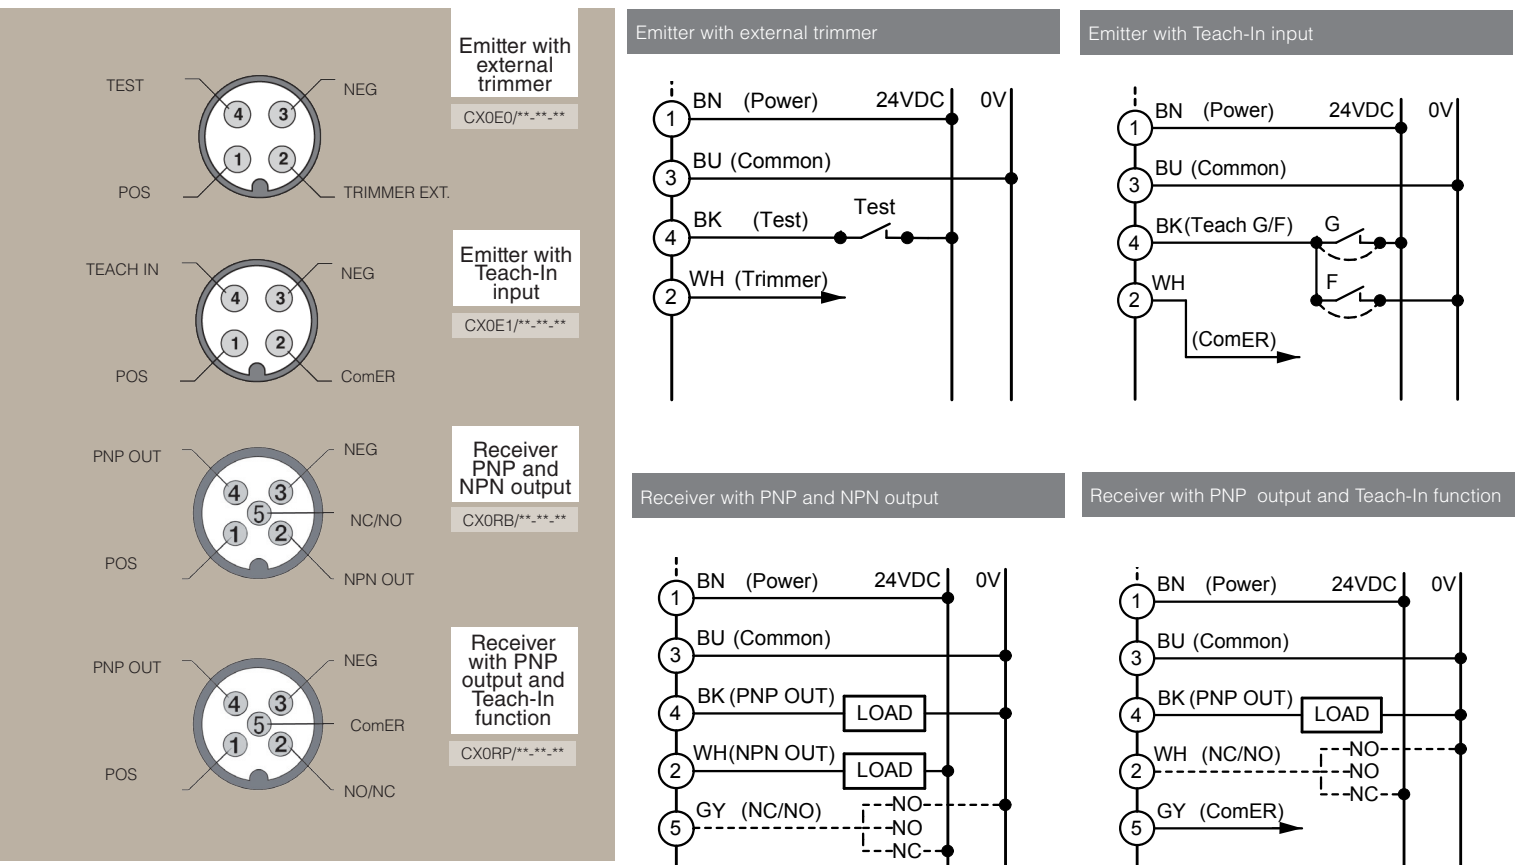 TEST
NEG
4
3
1
2
POS
TRIMMER EXT.
Emitter with
external
trimmer
CX0E0/**-**-**
TEACH IN
NEG
4
3
1
2
POS
ComER
Emitter with
Teach-In
input
CX0E1/**-**-**
PNP OUT
NEG
4
3
5
NC/NO
1
2
POS
NPN OUT
Receiver
PNP and
NPN output
CX0RB/**-**-**
PNP OUT
NEG
4
3
5
ComER
1
2
POS
NO/NC
Receiver
with PNP
output and
Teach-In
function
CX0RP/**-**-**
Emitter with external trimmer
1 BN (Power) 24VDC 0V
3 BU (Common)
4 BK (Test) Test
2 WH (Trimmer)
Emitter with Teach-In input
1 BN (Power) 24VDC 0V
3 BU (Common)
4 BK (Teach G/F) G
2 WH F
(ComER)
Receiver with PNP and NPN output
1 BN (Power) 24VDC 0V
3 BU (Common)
4 BK (PNP OUT) LOAD
2 WH(NPN OUT) LOAD
NO
5 GY (NC/NO) NO
NC
Receiver with PNP output and Teach-In function
1 BN (Power) 24VDC 0V
3 BU (Common)
4 BK (PNP OUT) LOAD
NO
2 WH (NC/NO) NO
NC
5 GY (ComER)